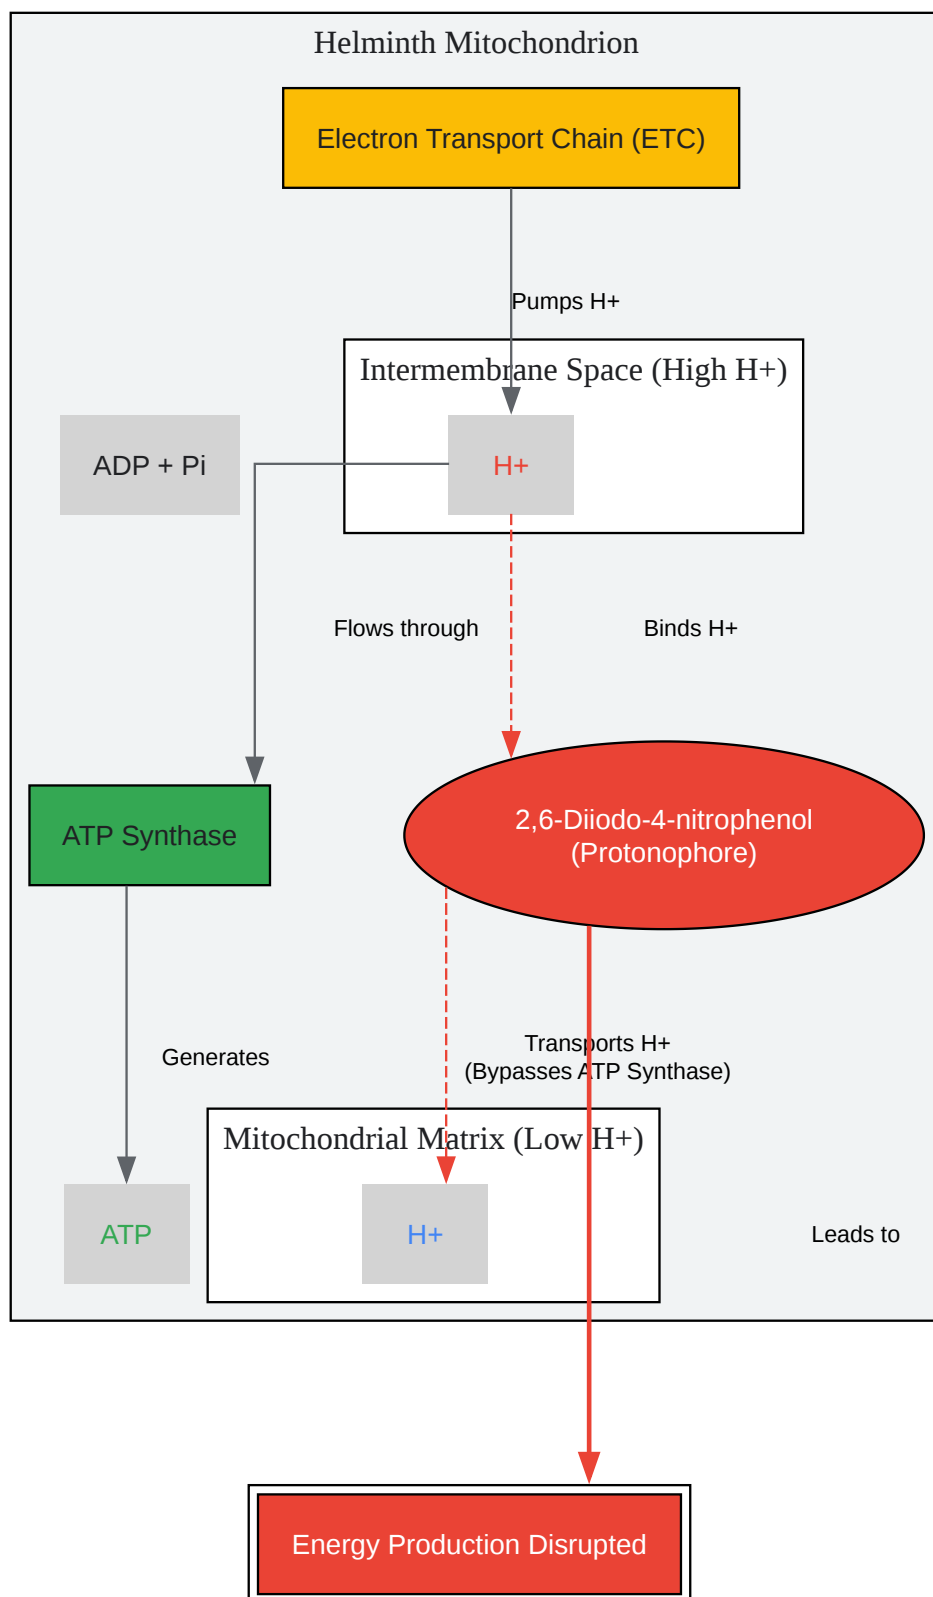 Helminth Mitochondrion
Electron Transport Chain (ETC)
Pumps H+
Intermembrane Space (High H+)
ADP + Pi
H+
Flows through
Binds H+
ATP Synthase
2,6-Diiodo-4-nitrophenol
(Protonophore)
Generates
Transports H+
(Bypasses ATP Synthase)
Mitochondrial Matrix (Low H+)
ATP
H+
Leads to
Energy Production Disrupted